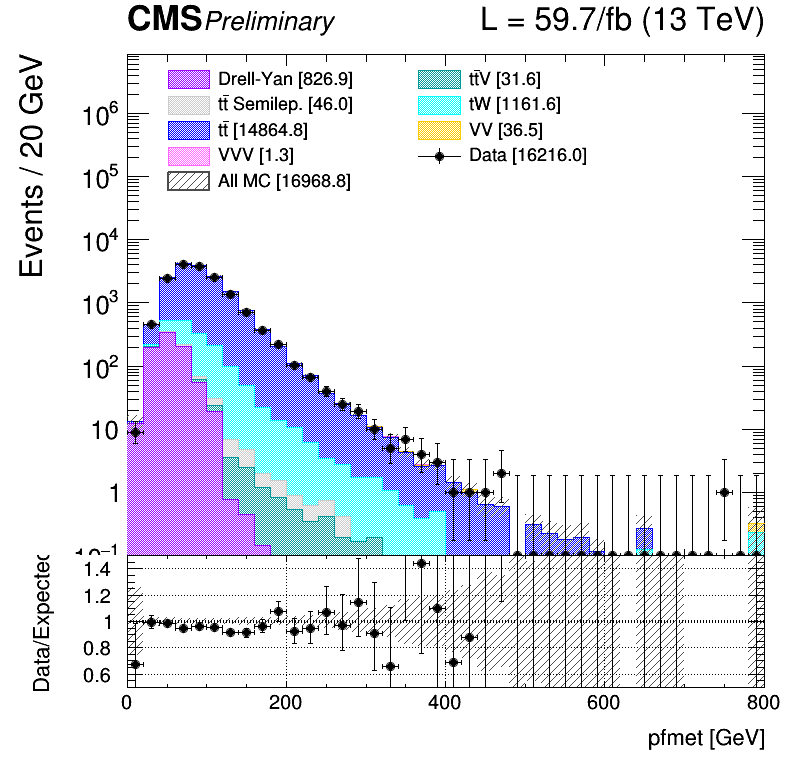 CMS Preliminary L = 59.7/fb (13 TeV)
Events / 20 GeV
Drell-Yan [826.9]
tt̄ Semilep. [46.0]
tt̄ [14864.8]
VVV [1.3]
All MC [16968.8]
tt̄V [31.6]
tW [1161.6]
VV [36.5]
Data [16216.0]
10⁶
10⁵
10⁴
10³
10²
10
1
10⁻¹
Data/Expected
1.4
1.2
1
0.8
0.6
0 200 400 600 800
pfmet [GeV]